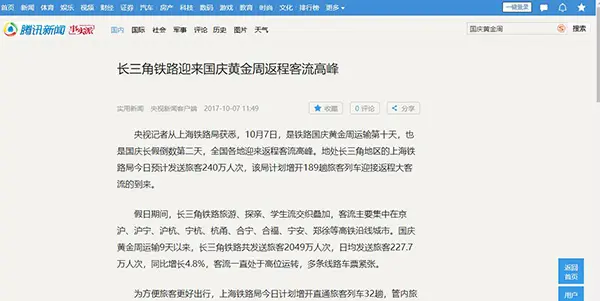 首页 新闻 体育 娱乐 视频 财经 证券 汽车 房产 科技 数码 游戏 教育 时尚 文化 排行榜 更多 一键登录
腾讯新闻 事实派 国内 国际 社会 军事 评论 历史 图片 天气 国庆黄金周 搜索
长三角铁路迎来国庆黄金周返程客流高峰
实用新闻 央视新闻客户端 2017-10-07 11:49 收藏 0 评论 分享
央视记者从上海铁路局获悉，10月7日，是铁路国庆黄金周运输第十天，也
是国庆长假倒数第二天，全国各地迎来返程客流高峰。地处长三角地区的上海铁
路局今日预计发送旅客240万人次，该局计划增开189趟旅客列车迎接返程大客
流的到来。
假日期间，长三角铁路旅游、探亲、学生流交织叠加，客流主要集中在京
沪、沪宁、沪杭、宁杭、杭甬、合宁、合福、宁安、郑徐等高铁沿线城市。国庆
黄金周运输9天以来，长三角铁路共发送旅客2049万人次，日均发送旅客227.7
万人次，同比增长4.8%，客流一直处于高位运转，多条线路车票紧张。
为方便旅客更好出行，上海铁路局今日计划增开直通旅客列车32趟，管内旅
返回
首页
用户